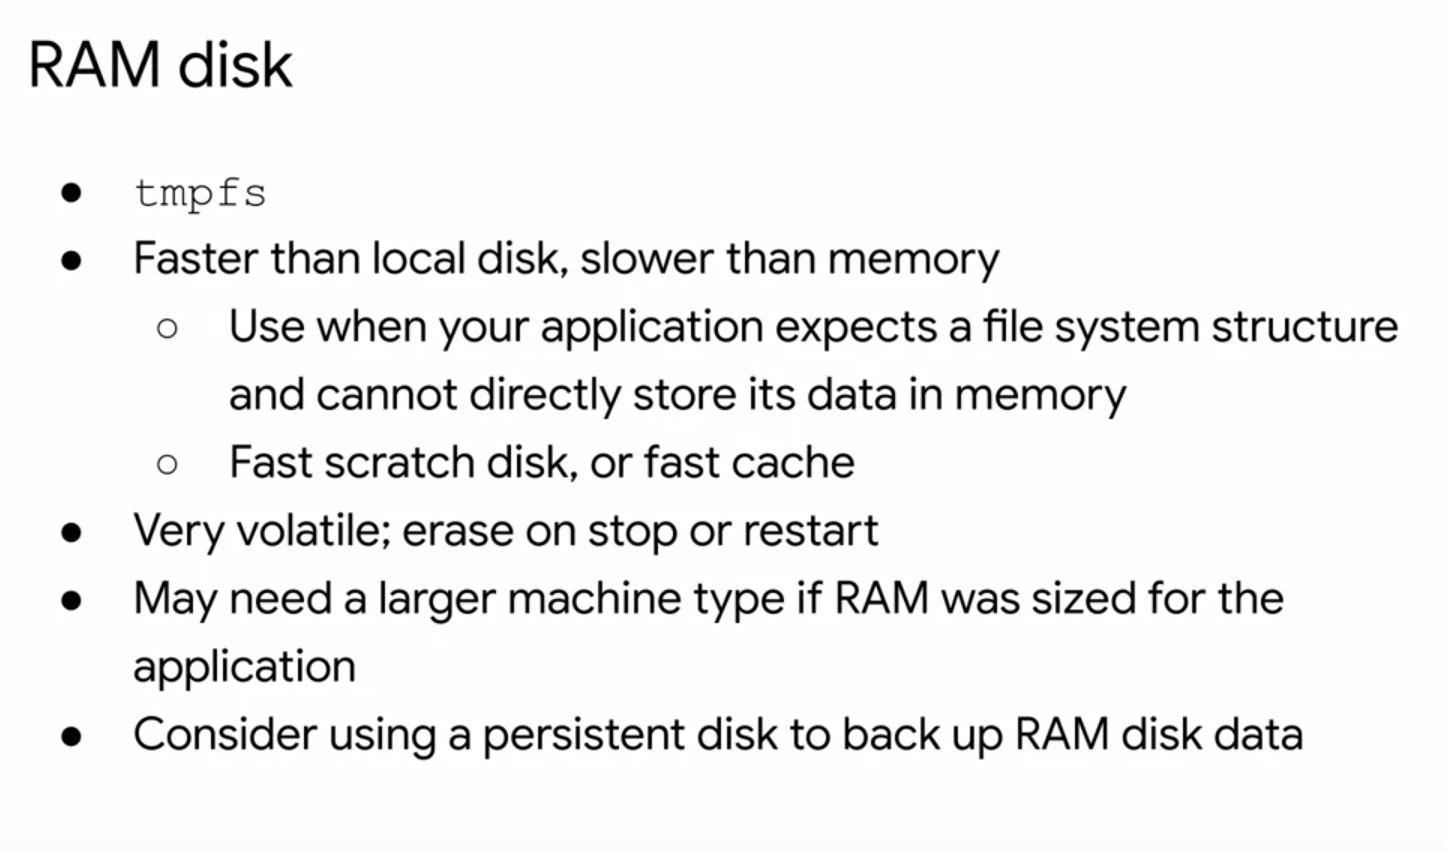 RAM disk
● tmpfs
● Faster than local disk, slower than memory
○ Use when your application expects a file system structure
and cannot directly store its data in memory
○ Fast scratch disk, or fast cache
● Very volatile; erase on stop or restart
● May need a larger machine type if RAM was sized for the
application
● Consider using a persistent disk to back up RAM disk data